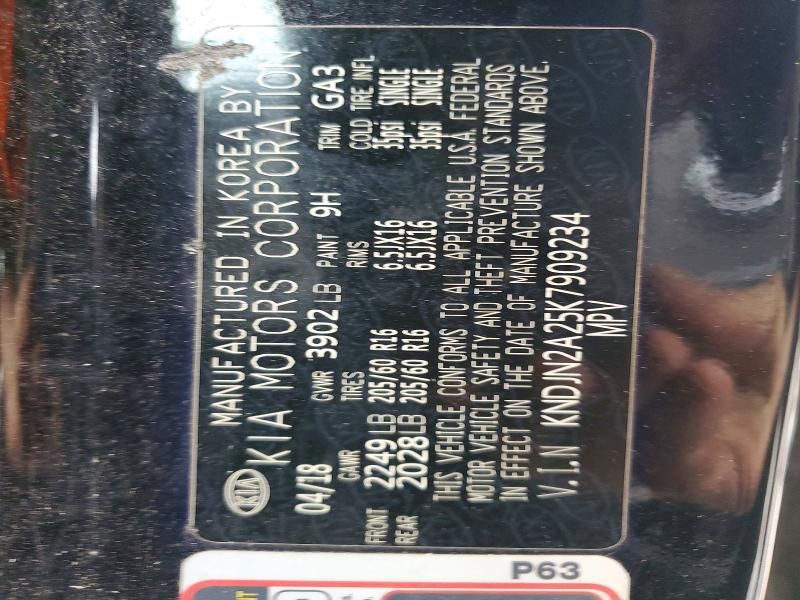 MANUFACTURED IN KOREA BY
KIA KIA MOTORS CORPORATION
04/18 GVWR 3902 LB PAINT 9H TRIM GA3
GAWR TIRES RIMS COLD TIRE INFL
FRONT 2249 LB 205/60 R16 6.5JX16 35psi SINGLE
REAR 2028LB 205/60 R16 6.5JX16 35psi SINGLE
THIS VEHICLE CONFORMS TO ALL APPLICABLE U.S.A. FEDERAL
MOTOR VEHICLE SAFETY AND THEFT PREVENTION STANDARDS
IN EFFECT ON THE DATE OF MANUFACTURE SHOWN ABOVE.
V.I.N KNDJN2A25K7909234
MPV
P63